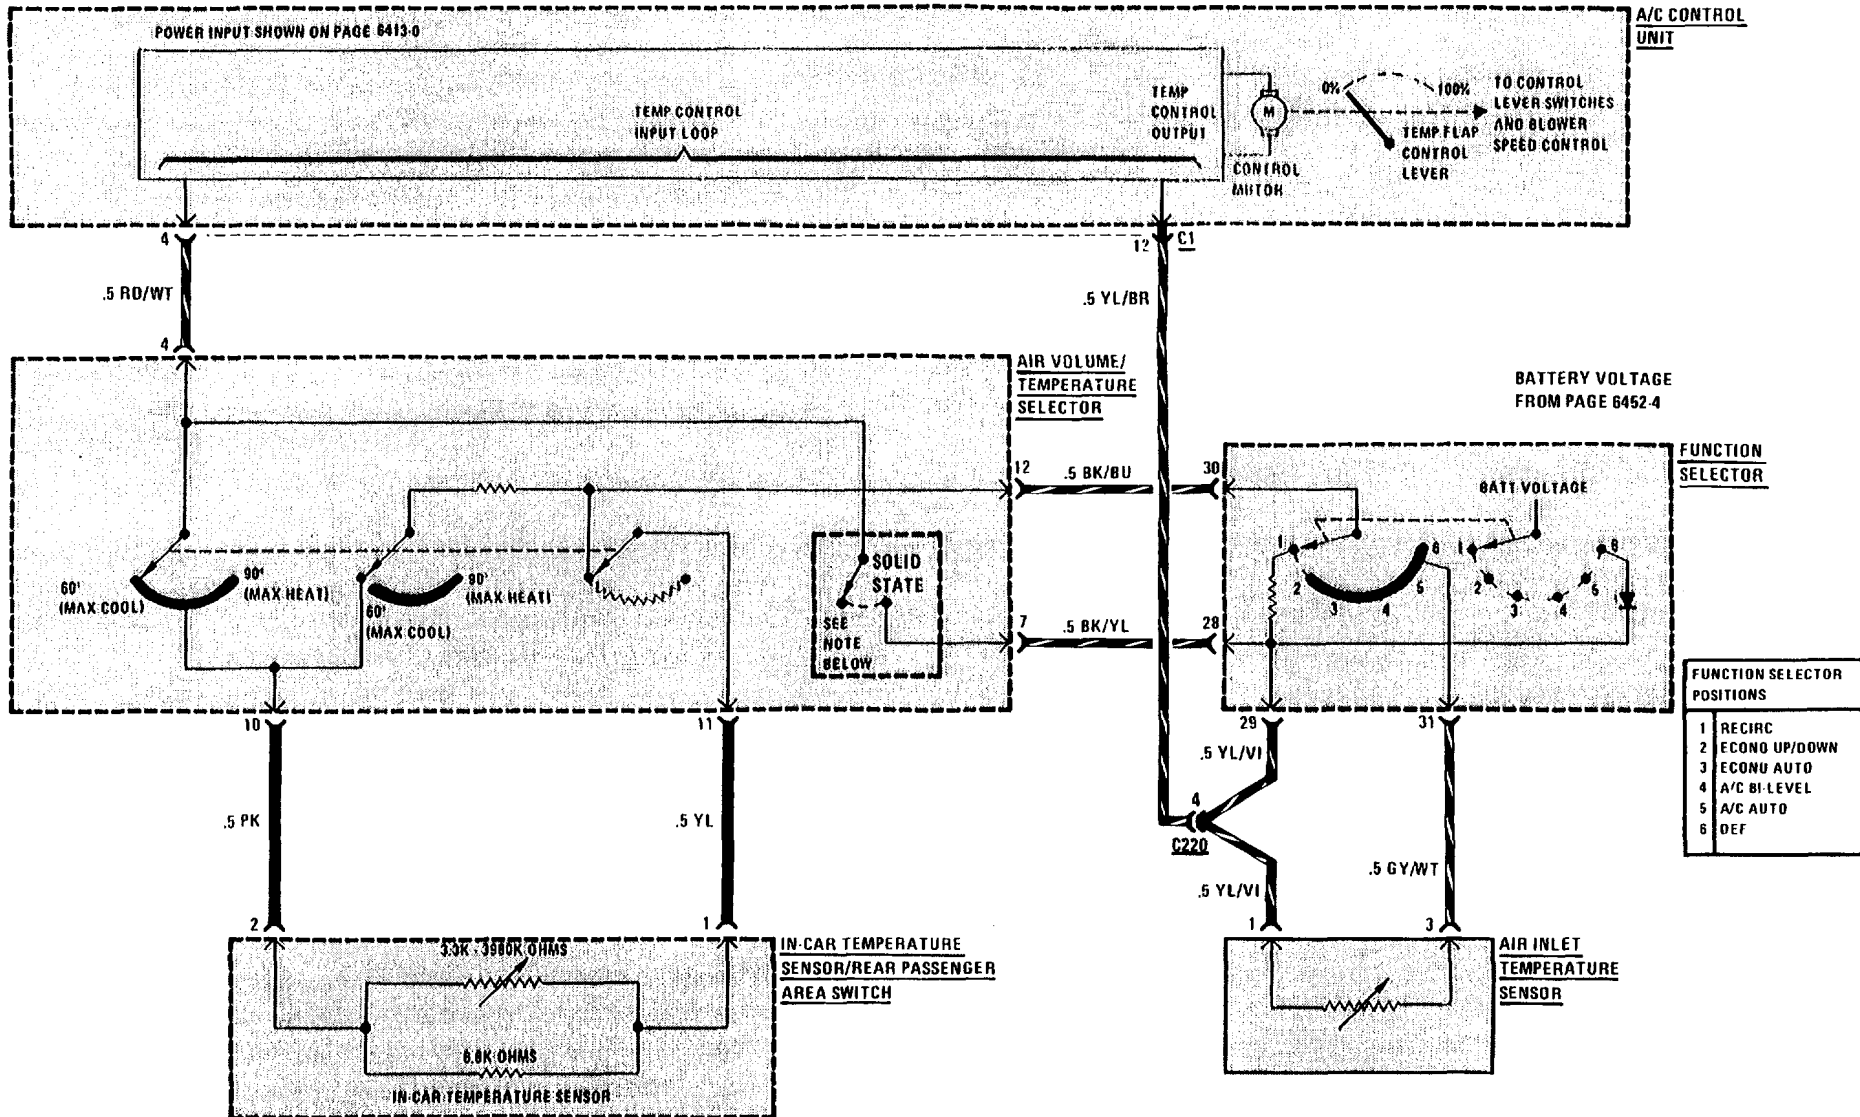 A/C CONTROL
UNIT
POWER INPUT SHOWN ON PAGE 6413-0
TEMP CONTROL
INPUT LOOP
TEMP
CONTROL
OUTPUT
M
CONTROL
MOTOR
0%
100%
TEMP FLAP
CONTROL
LEVER
TO CONTROL
LEVER SWITCHES
AND BLOWER
SPEED CONTROL
4
12
C1
.5 RD/WT
.5 YL/BR
4
AIR VOLUME/
TEMPERATURE
SELECTOR
BATTERY VOLTAGE
FROM PAGE 6452-4
FUNCTION
SELECTOR
12
.5 BK/BU
30
BATT VOLTAGE
60°
(MAX COOL)
90°
(MAX HEAT)
60°
(MAX COOL)
90°
(MAX HEAT)
SOLID
STATE
SEE
NOTE
BELOW
1
2
3
4
5
6
1
2
3
4
5
6
7
.5 BK/YL
28
10
11
29
31
FUNCTION SELECTOR
POSITIONS
1 RECIRC
2 ECONO UP/DOWN
3 ECONO AUTO
4 A/C BI-LEVEL
5 A/C AUTO
6 DEF
.5 PK
.5 YL
.5 YL/VI
4
C220
.5 YL/VI
.5 GY/WT
2
1
1
3
IN-CAR TEMPERATURE
SENSOR/REAR PASSENGER
AREA SWITCH
3.3K - 3980K OHMS
6.8K OHMS
IN-CAR TEMPERATURE SENSOR
AIR INLET
TEMPERATURE
SENSOR